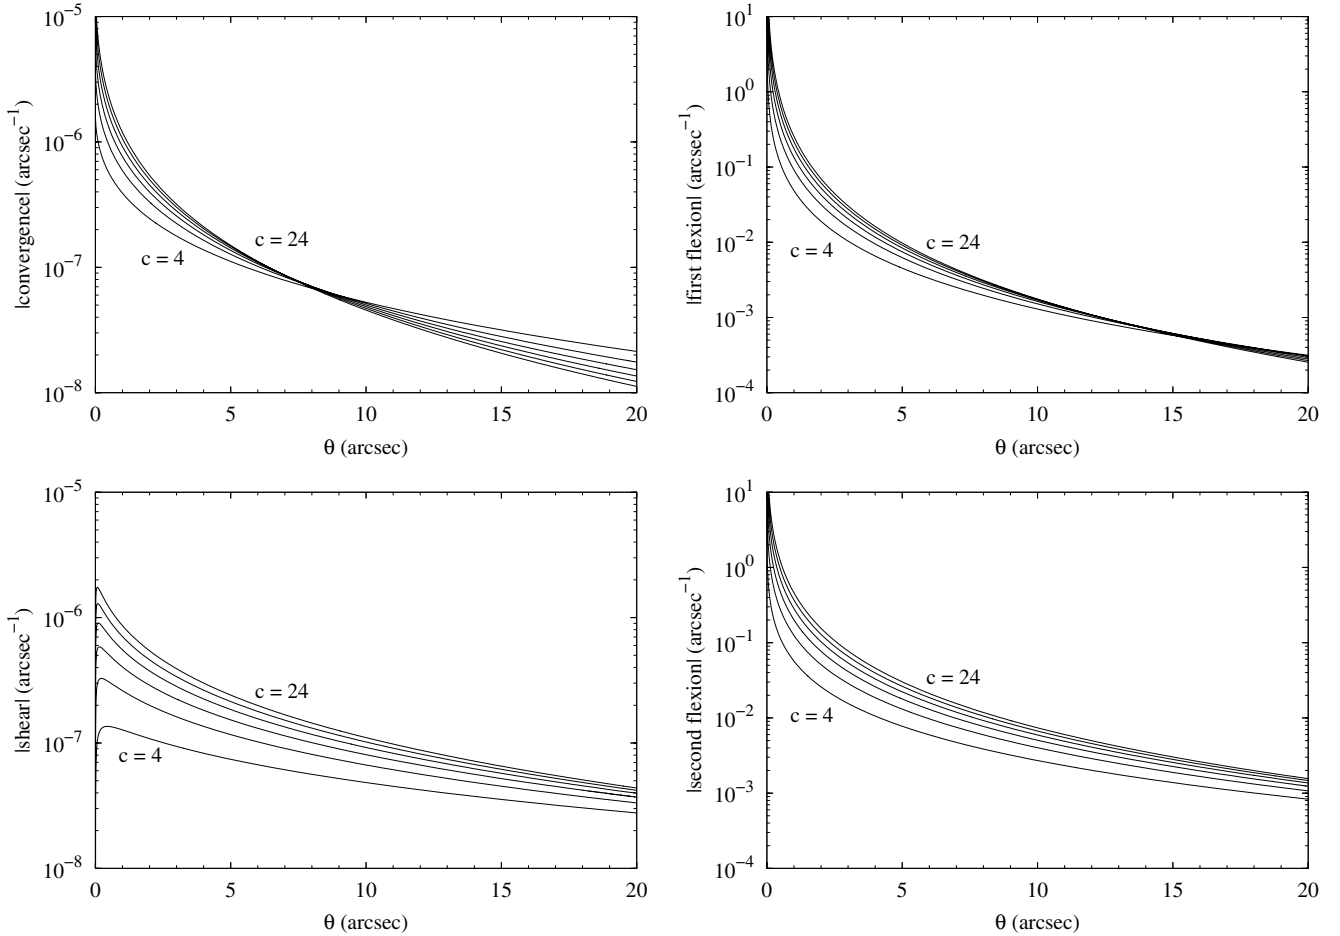 |convergence| (arcsec⁻¹)
10⁻⁵
10⁻⁶
10⁻⁷
10⁻⁸
c = 24
c = 4
0 5 10 15 20
θ (arcsec)
|first flexion| (arcsec⁻¹)
10¹
10⁰
10⁻¹
10⁻²
10⁻³
10⁻⁴
c = 24
c = 4
0 5 10 15 20
θ (arcsec)
|shear| (arcsec⁻¹)
10⁻⁵
10⁻⁶
10⁻⁷
10⁻⁸
c = 24
c = 4
0 5 10 15 20
θ (arcsec)
|second flexion| (arcsec⁻¹)
10¹
10⁰
10⁻¹
10⁻²
10⁻³
10⁻⁴
c = 24
c = 4
0 5 10 15 20
θ (arcsec)